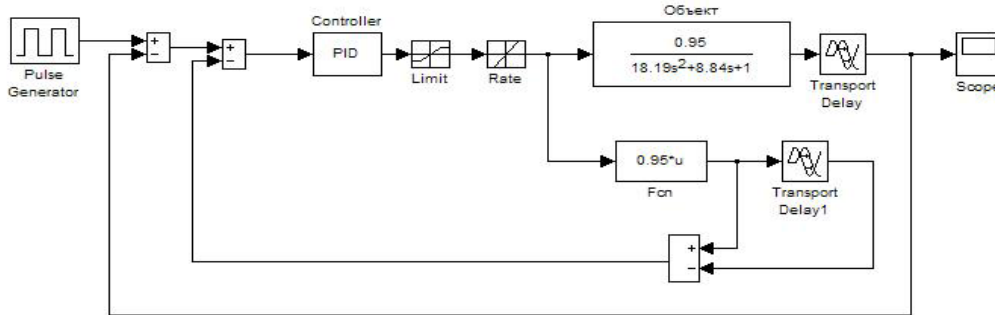 Pulse
Generator
+
−
+
−
Controller
PID
Limit
Rate
Объект
0.95
18.19s²+8.84s+1
Transport
Delay
Scope
0.95*u
Fcn
Transport
Delay1
+
−